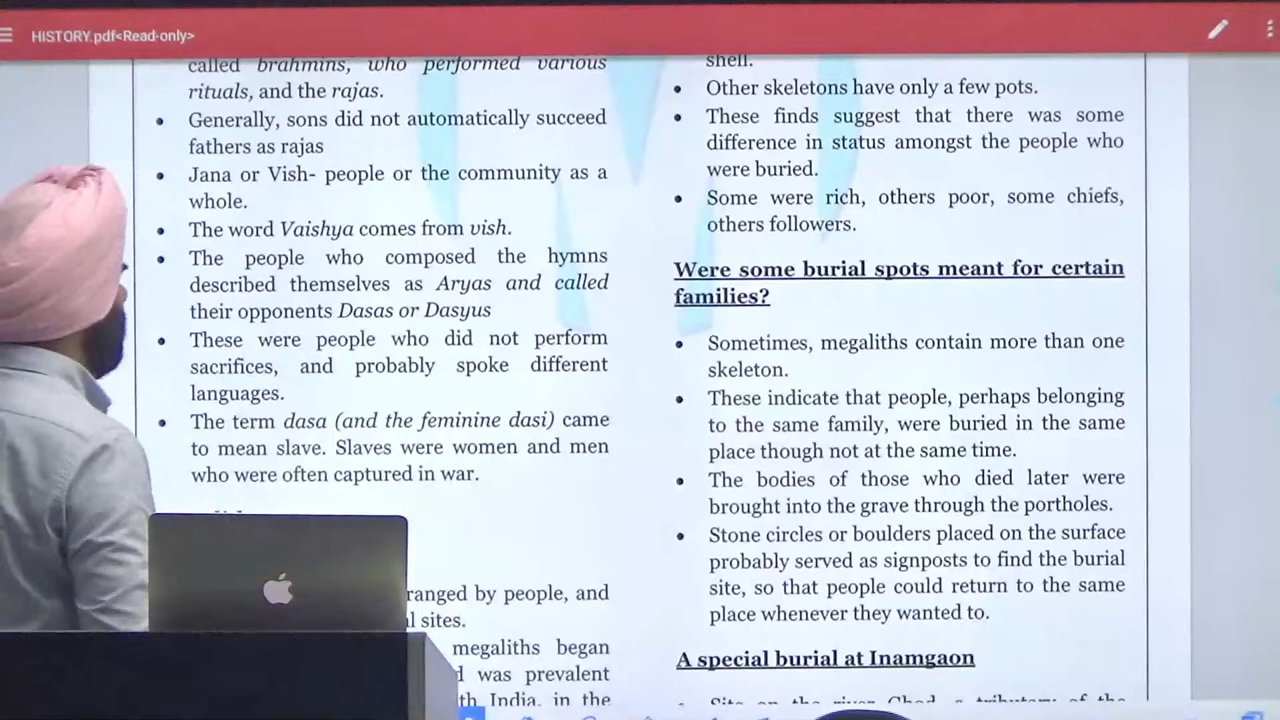 HISTORY.pdf<Read-only>
called brahmins, who performed various
rituals, and the rajas.
Generally, sons did not automatically succeed
fathers as rajas
Jana or Vish- people or the community as a
whole.
The word Vaishya comes from vish.
The people who composed the hymns
described themselves as Aryas and called
their opponents Dasas or Dasyus
These were people who did not perform
sacrifices, and probably spoke different
languages.
The term dasa (and the feminine dasi) came
to mean slave. Slaves were women and men
who were often captured in war.
ranged by people, and
l sites.
megaliths began
was prevalent
th India, in the
shell.
Other skeletons have only a few pots.
These finds suggest that there was some
difference in status amongst the people who
were buried.
Some were rich, others poor, some chiefs,
others followers.
Were some burial spots meant for certain
families?
Sometimes, megaliths contain more than one
skeleton.
These indicate that people, perhaps belonging
to the same family, were buried in the same
place though not at the same time.
The bodies of those who died later were
brought into the grave through the portholes.
Stone circles or boulders placed on the surface
probably served as signposts to find the burial
site, so that people could return to the same
place whenever they wanted to.
A special burial at Inamgaon
Site on the river Ghod, a tributary of the